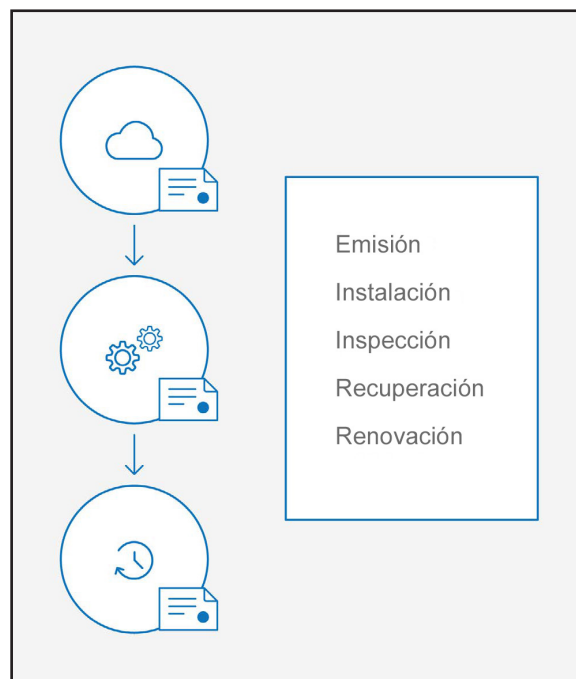 Emisión
Instalación
Inspección
Recuperación
Renovación